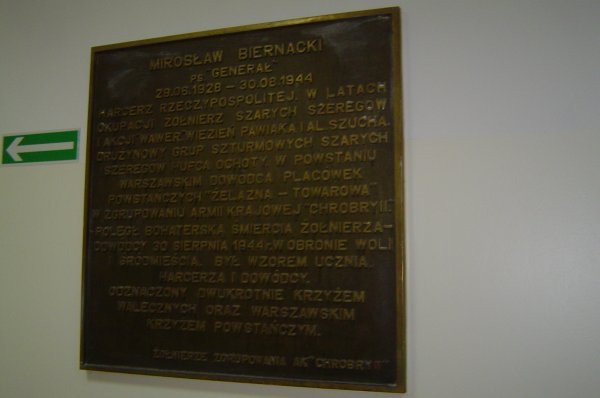 MIROSŁAW BIERNACKI
PS. "GENERAŁ"
29.06.1928 - 30.08.1944
HARCERZ RZECZYPOSPOLITEJ. W LATACH
OKUPACJI ŻOŁNIERZ SZARYCH SZEREGÓW
I AKCJI WAWER, WIĘZIEŃ PAWIAKA I AL. SZUCHA.
DRUŻYNOWY GRUP SZTURMOWYCH SZARYCH
SZEREGÓW HUFCA OCHOTY. W POWSTANIU
WARSZAWSKIM DOWÓDCA PLACÓWEK
POWSTAŃCZYCH "ŻELAZNA - TOWAROWA"
W ZGRUPOWANIU ARMII KRAJOWEJ "CHROBRY II".
POLEGŁ BOHATERSKĄ ŚMIERCIĄ ŻOŁNIERZA-
DOWÓDCY 30 SIERPNIA 1944 r. W OBRONIE WOLI
ŚRÓDMIEŚCIA. BYŁ WZOREM UCZNIA,
HARCERZA I DOWÓDCY.
ODZNACZONY DWUKROTNIE KRZYŻEM
WALECZNYCH ORAZ WARSZAWSKIM
KRZYŻEM POWSTAŃCZYM.
ŻOŁNIERZE ZGRUPOWANIA AK "CHROBRY